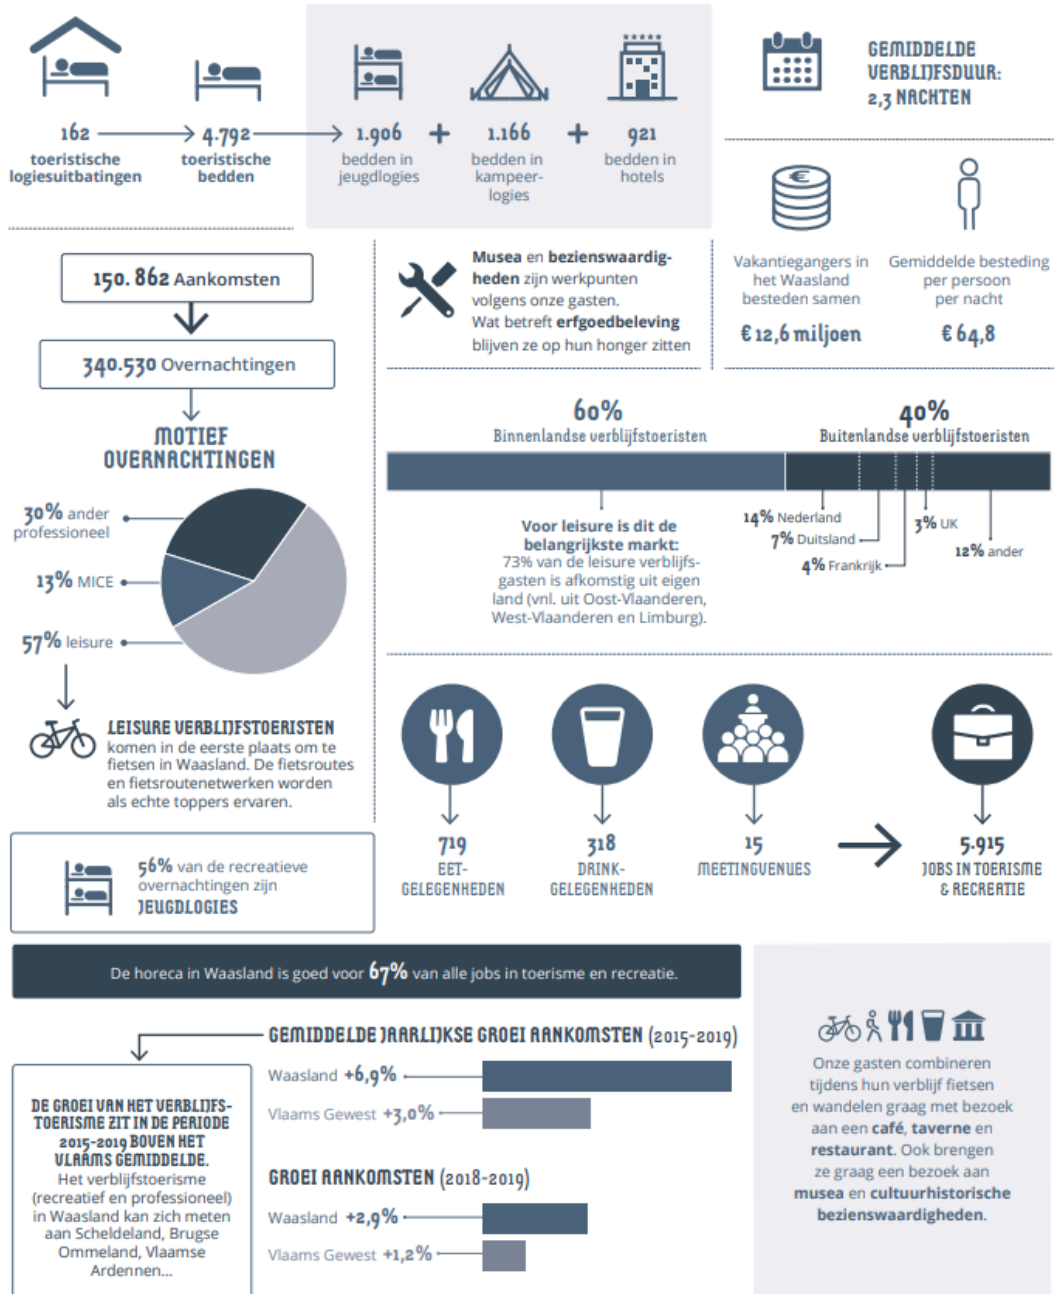 162
toeristische
logiesuitbatingen
4.792
toeristische
bedden
1.906
bedden in
jeugdlogies
+
1.166
bedden in
kampeer-
logies
+
921
bedden in
hotels
GEMIDDELDE
VERBLIJFSDUUR:
2,3 NACHTEN
€
Vakantiegangers in
het Waasland
besteden samen
€ 12,6 miljoen
Gemiddelde besteding
per persoon
per nacht
€ 64,8
150. 862 Aankomsten
340.530 Overnachtingen
Musea en bezienswaardig-
heden zijn werkpunten
volgens onze gasten.
Wat betreft erfgoedbeleving
blijven ze op hun honger zitten
MOTIEF
OVERNACHTINGEN
30% ander
professioneel
13% MICE
57% leisure
60%
Binnenlandse verblijfstoeristen
40%
Buitenlandse verblijfstoeristen
Voor leisure is dit de
belangrijkste markt:
73% van de leisure verblijfs-
gasten is afkomstig uit eigen
land (vnl. uit Oost-Vlaanderen,
West-Vlaanderen en Limburg).
14% Nederland
7% Duitsland
4% Frankrijk
3% UK
12% ander
LEISURE VERBLIJFSTOERISTEN
komen in de eerste plaats om te
fietsen in Waasland. De fietsroutes
en fietsroutenetwerken worden
als echte toppers ervaren.
56% van de recreatieve
overnachtingen zijn
JEUGDLOGIES
719
EET-
GELEGENHEDEN
318
DRINK-
GELEGENHEDEN
15
MEETINGVENUES
5.915
JOBS IN TOERISME
& RECREATIE
De horeca in Waasland is goed voor 67% van alle jobs in toerisme en recreatie.
DE GROEI VAN HET VERBLIJFS-
TOERISME ZIT IN DE PERIODE
2015-2019 BOVEN HET
VLAAMS GEMIDDELDE.
Het verblijfstoerisme
(recreatief en professioneel)
in Waasland kan zich meten
aan Scheldeland, Brugse
Ommeland, Vlaamse
Ardennen...
GEMIDDELDE JAARLIJKSE GROEI AANKOMSTEN (2015-2019)
Waasland +6,9%
Vlaams Gewest +3,0%
GROEI AANKOMSTEN (2018-2019)
Waasland +2,9%
Vlaams Gewest +1,2%
Onze gasten combineren
tijdens hun verblijf fietsen
en wandelen graag met bezoek
aan een café, taverne en
restaurant. Ook brengen
ze graag een bezoek aan
musea en cultuurhistorische
bezienswaardigheden.